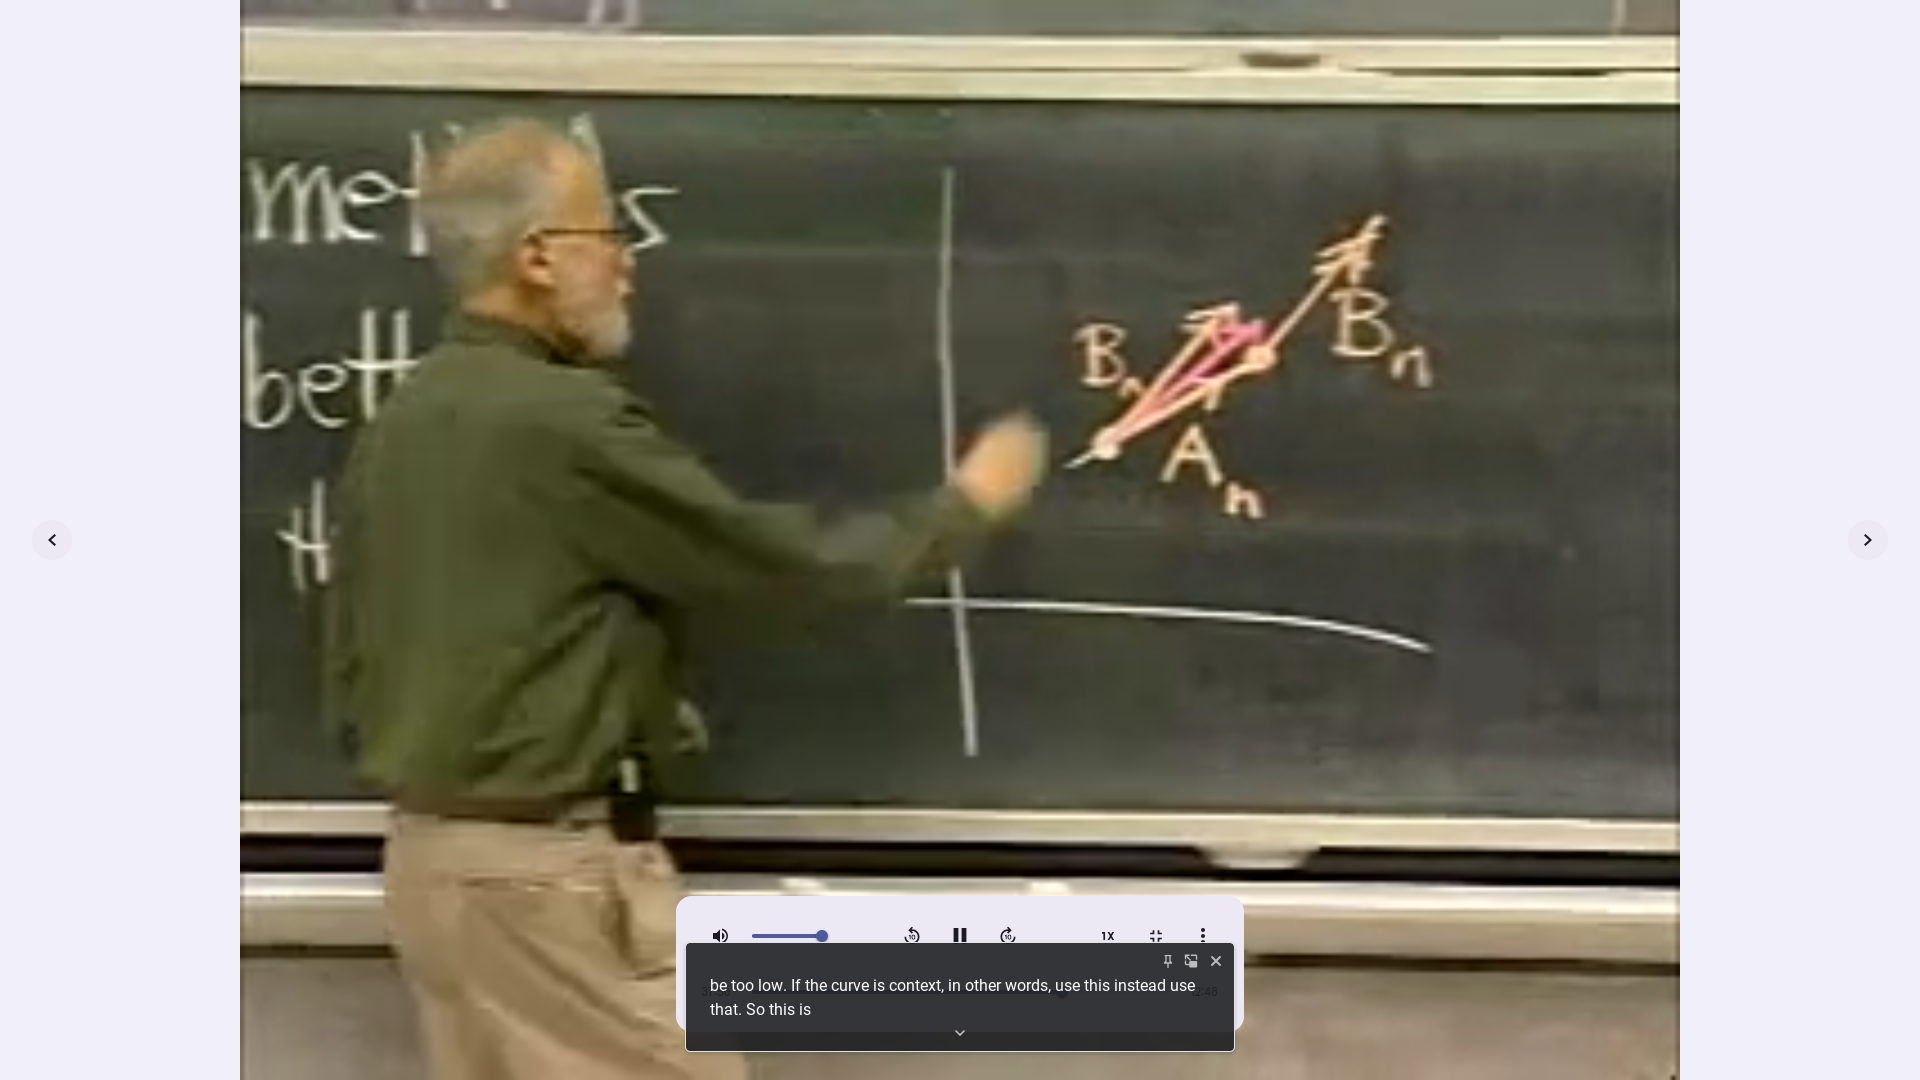 bett
B
n
A
n
B
n
1X
be too low. If the curve is context, in other words, use this instead use
that. So this is